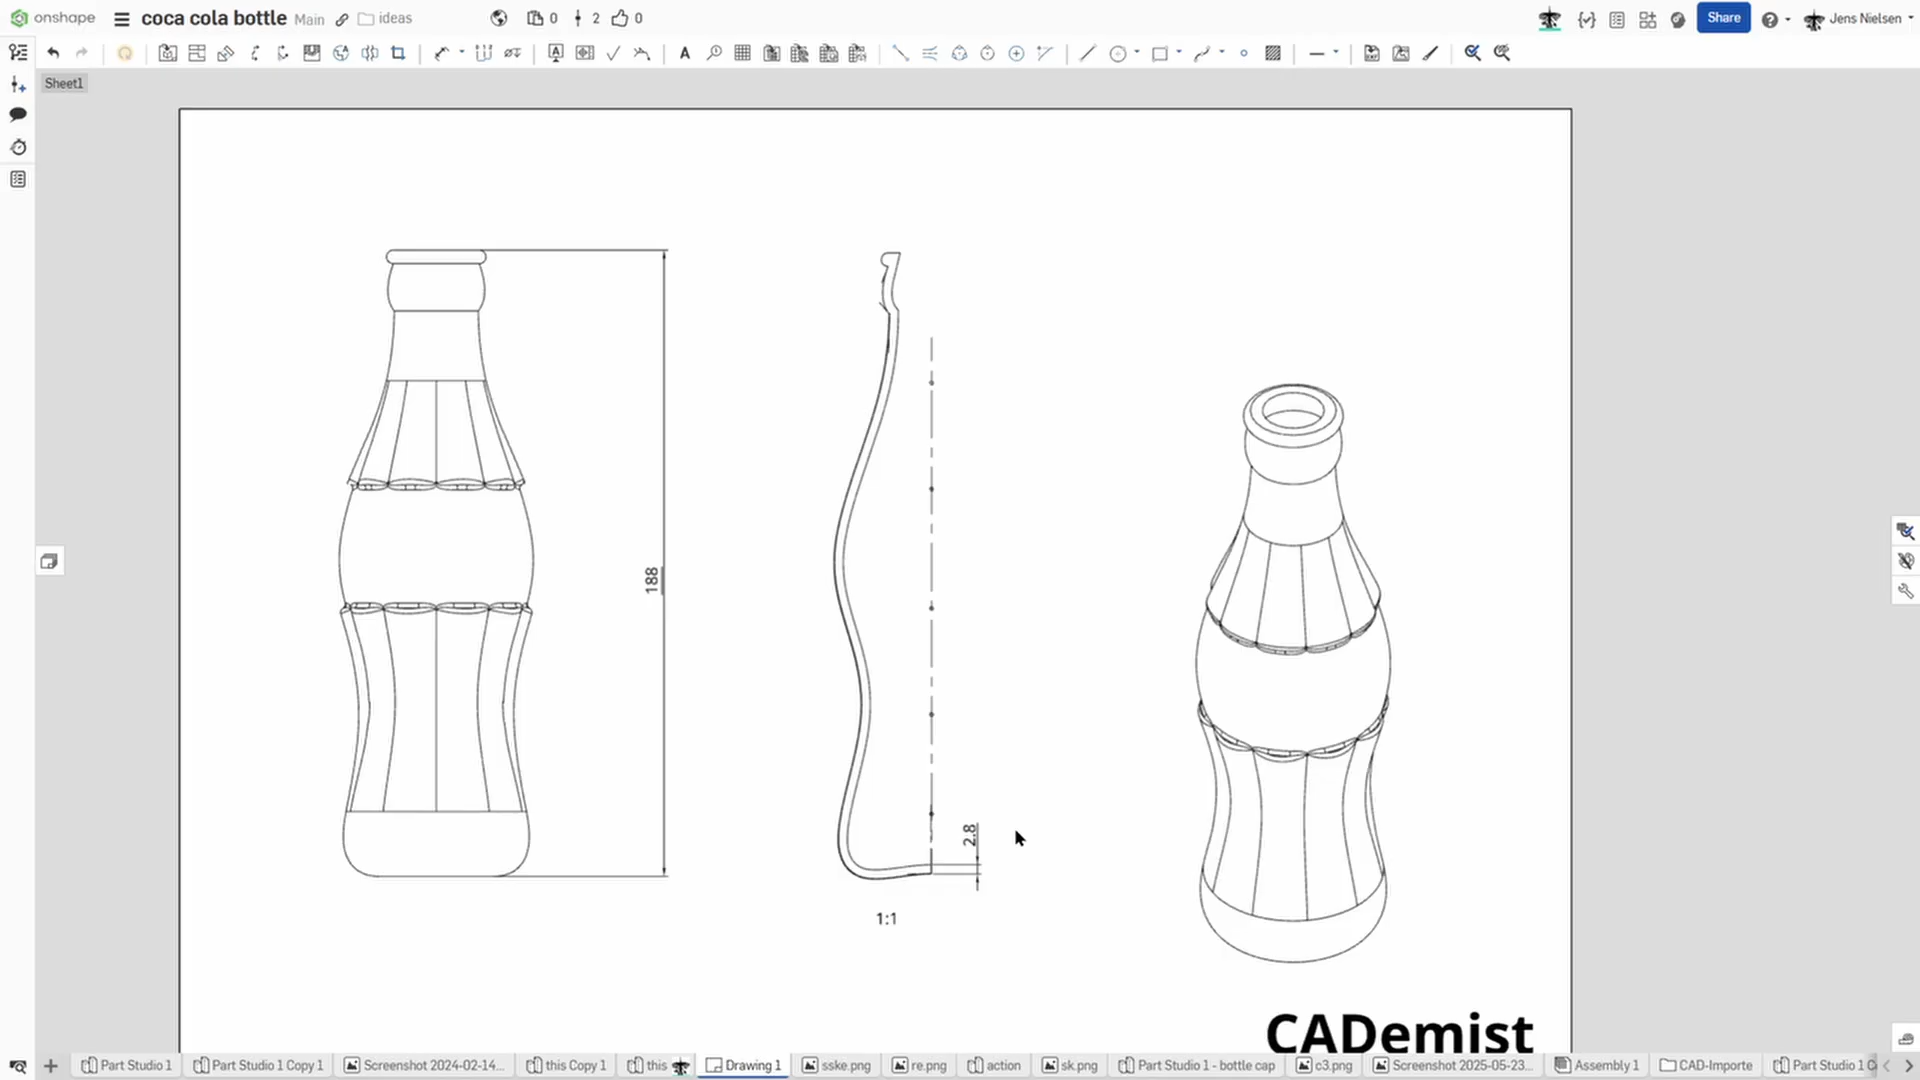 onshape
coca cola bottle Main ideas
0 2 0
Share
Jens Nielsen
Sheet1
188
2.8
1:1
CADemist
Part Studio 1
Part Studio 1 Copy 1
Screenshot 2024-02-14...
this Copy 1
this
Drawing 1
sske.png
re.png
action
sk.png
Part Studio 1 - bottle cap
c3.png
Screenshot 2025-05-23...
Assembly 1
CAD-Importe
Part Studio 1